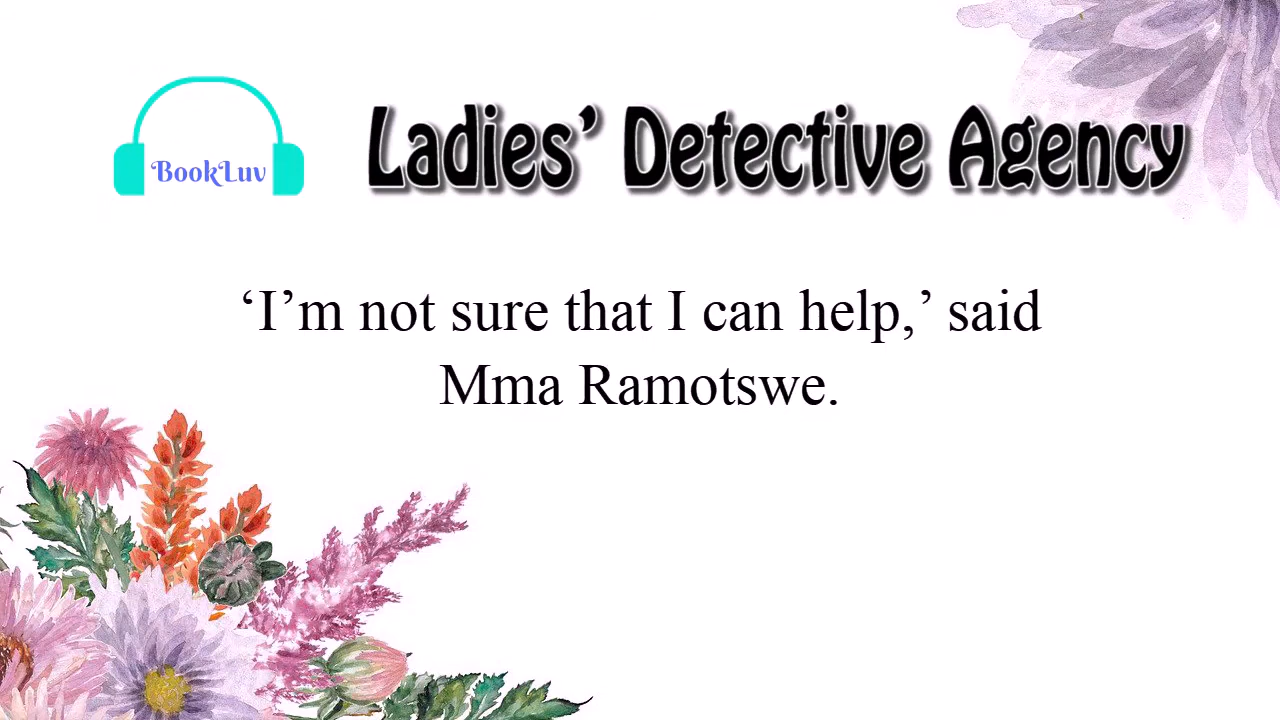 BookLuv
Ladies’ Detective Agency
‘I’m not sure that I can help,’ said
Mma Ramotswe.